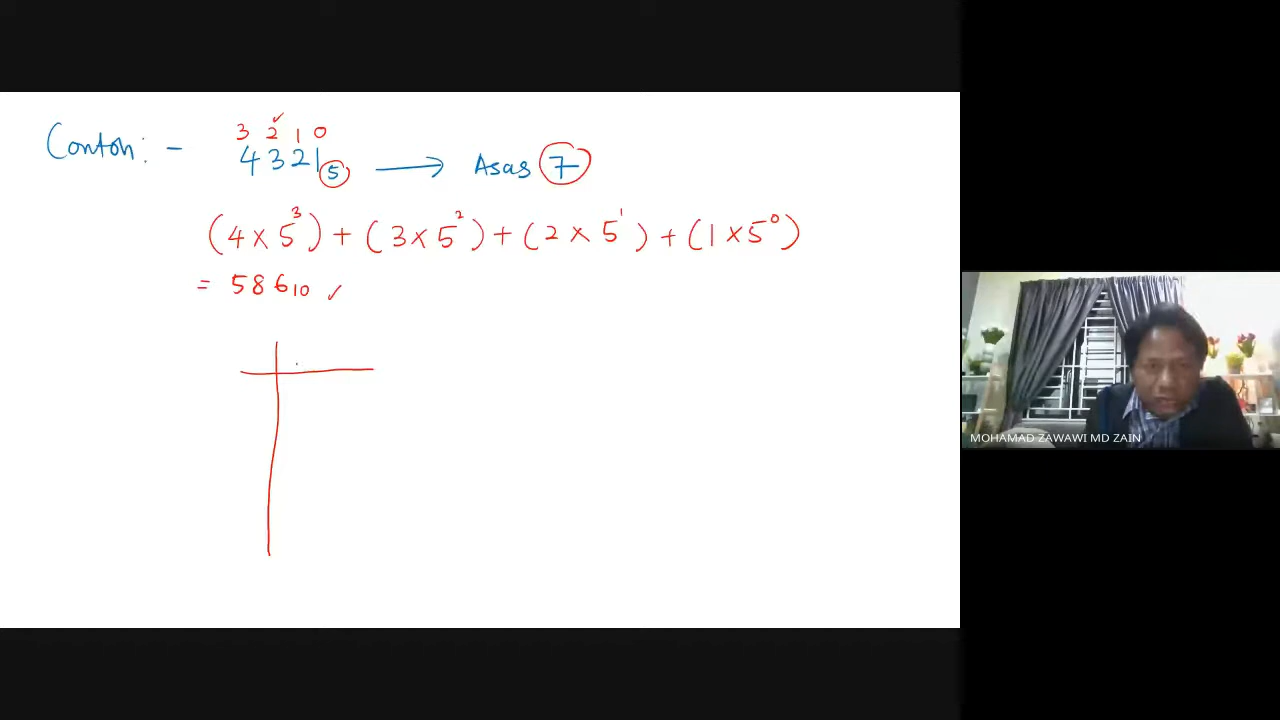 3 2 1 0
Contoh: - 4321₅ → Asas 7
(4 × 5³) + (3 × 5²) + (2 × 5¹) + (1 × 5⁰)
= 586₁₀ ✓
MOHAMAD ZAWAWI MD ZAIN